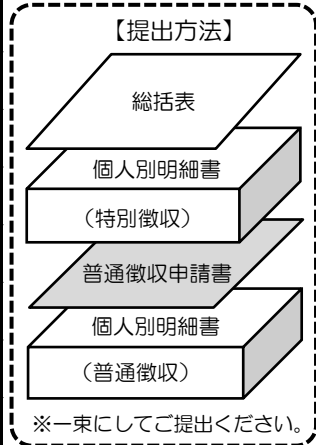 【提出方法】
総括表
個人別明細書
（特別徴収）
普通徴収申請書
個人別明細書
（普通徴収）
※一束にしてご提出ください。